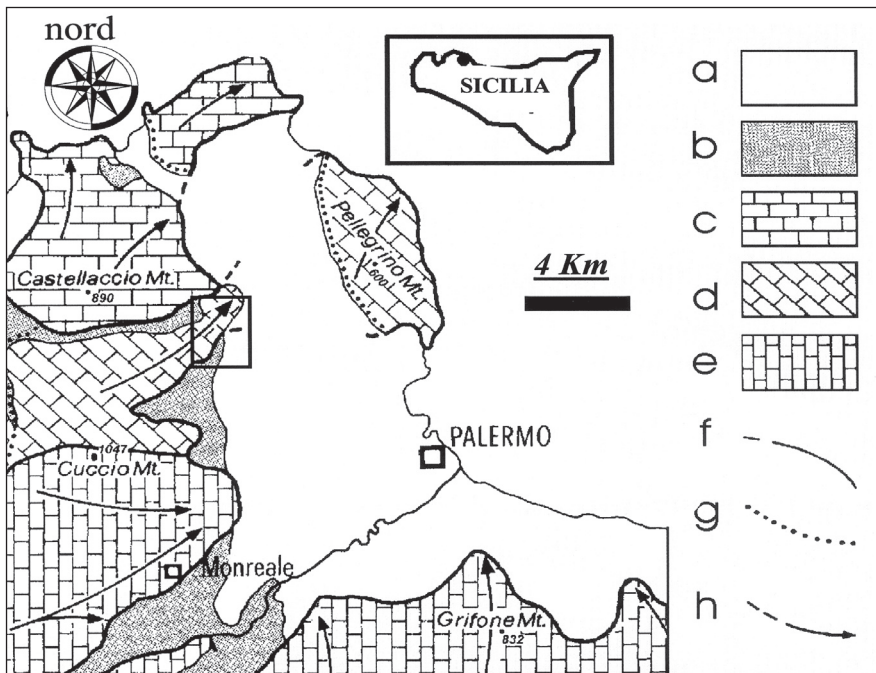 nord
SICILIA
a
b
c
d
e
f
g
h
Castellaccio Mt.
890
Pellegrino Mt.
600
4 Km
PALERMO
1047
Cuccio Mt.
Monreale
Grifone Mt.
832